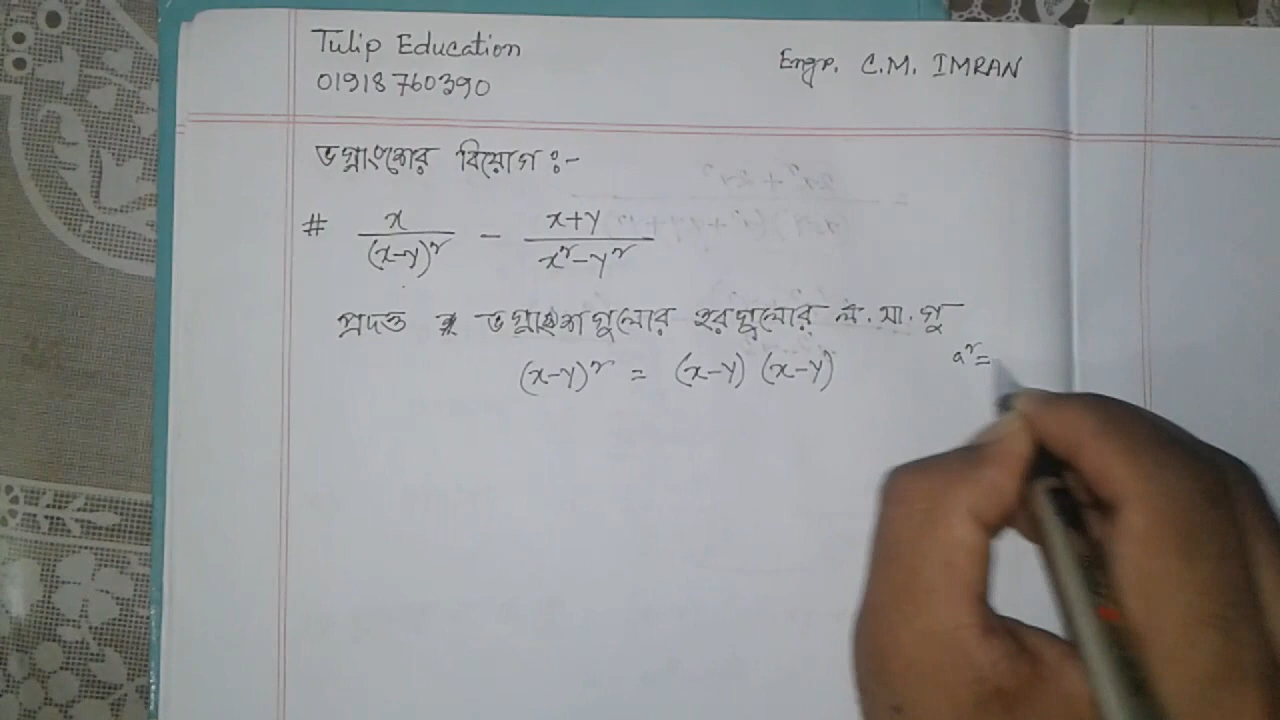 Tulip Education
01918760390
Engr. C.M. IMRAN
ভগ্নাংশের বিয়োগ ঃ-
# x/(x-y)² - x+y/x²-y²
প্রদত্ত ভগ্নাংশগুলোর হরগুলোর ল. সা. গু
(x-y)² = (x-y) (x-y)
a² =